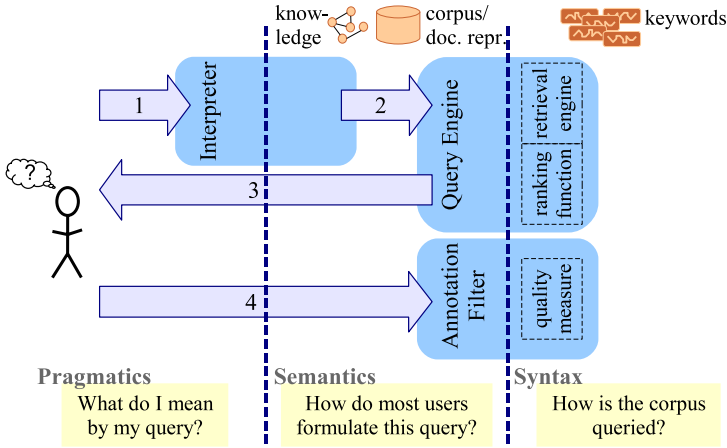 know-
ledge
corpus/
doc. repr.
keywords
1
Interpreter
2
Query Engine
retrieval
engine
ranking
function
?
3
4
Annotation
Filter
quality
measure
Pragmatics
Semantics
Syntax
What do I mean
by my query?
How do most users
formulate this query?
How is the corpus
queried?